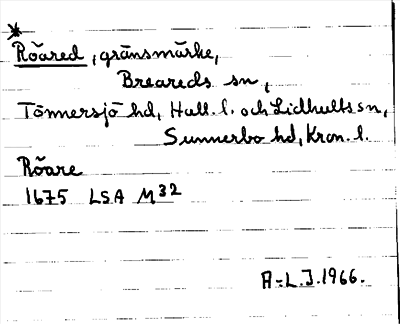 *
Röared, gränsmärke,
Breareds sn,
Tönnersjö hd, Hall. l. och Lidhults sn,
Sunnerbo hd, Kron. l.
Röare
1675 LSA M32
A-L.J. 1966.